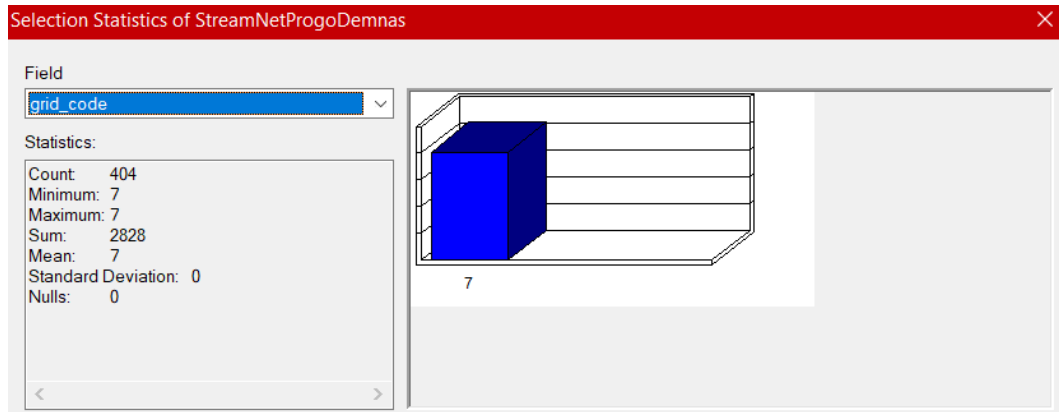 Selection Statistics of StreamNetProgoDemnas
Field
grid_code
Statistics:
Count: 404
Minimum: 7
Maximum: 7
Sum: 2828
Mean: 7
Standard Deviation: 0
Nulls: 0
7